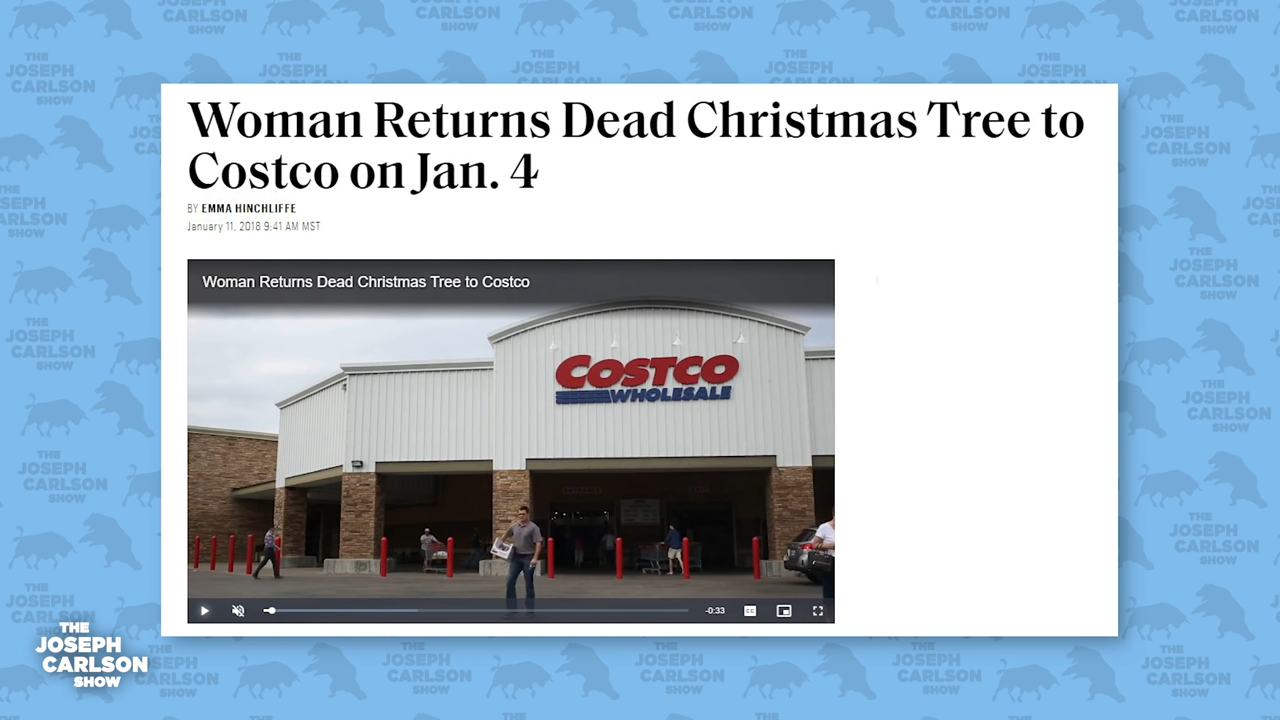 Woman Returns Dead Christmas Tree to
Costco on Jan. 4
BY EMMA HINCHLIFFE
January 11, 2018 9:41 AM MST
Woman Returns Dead Christmas Tree to Costco
COSTCO
WHOLESALE
-0:33
CC
THE
JOSEPH
CARLSON
SHOW